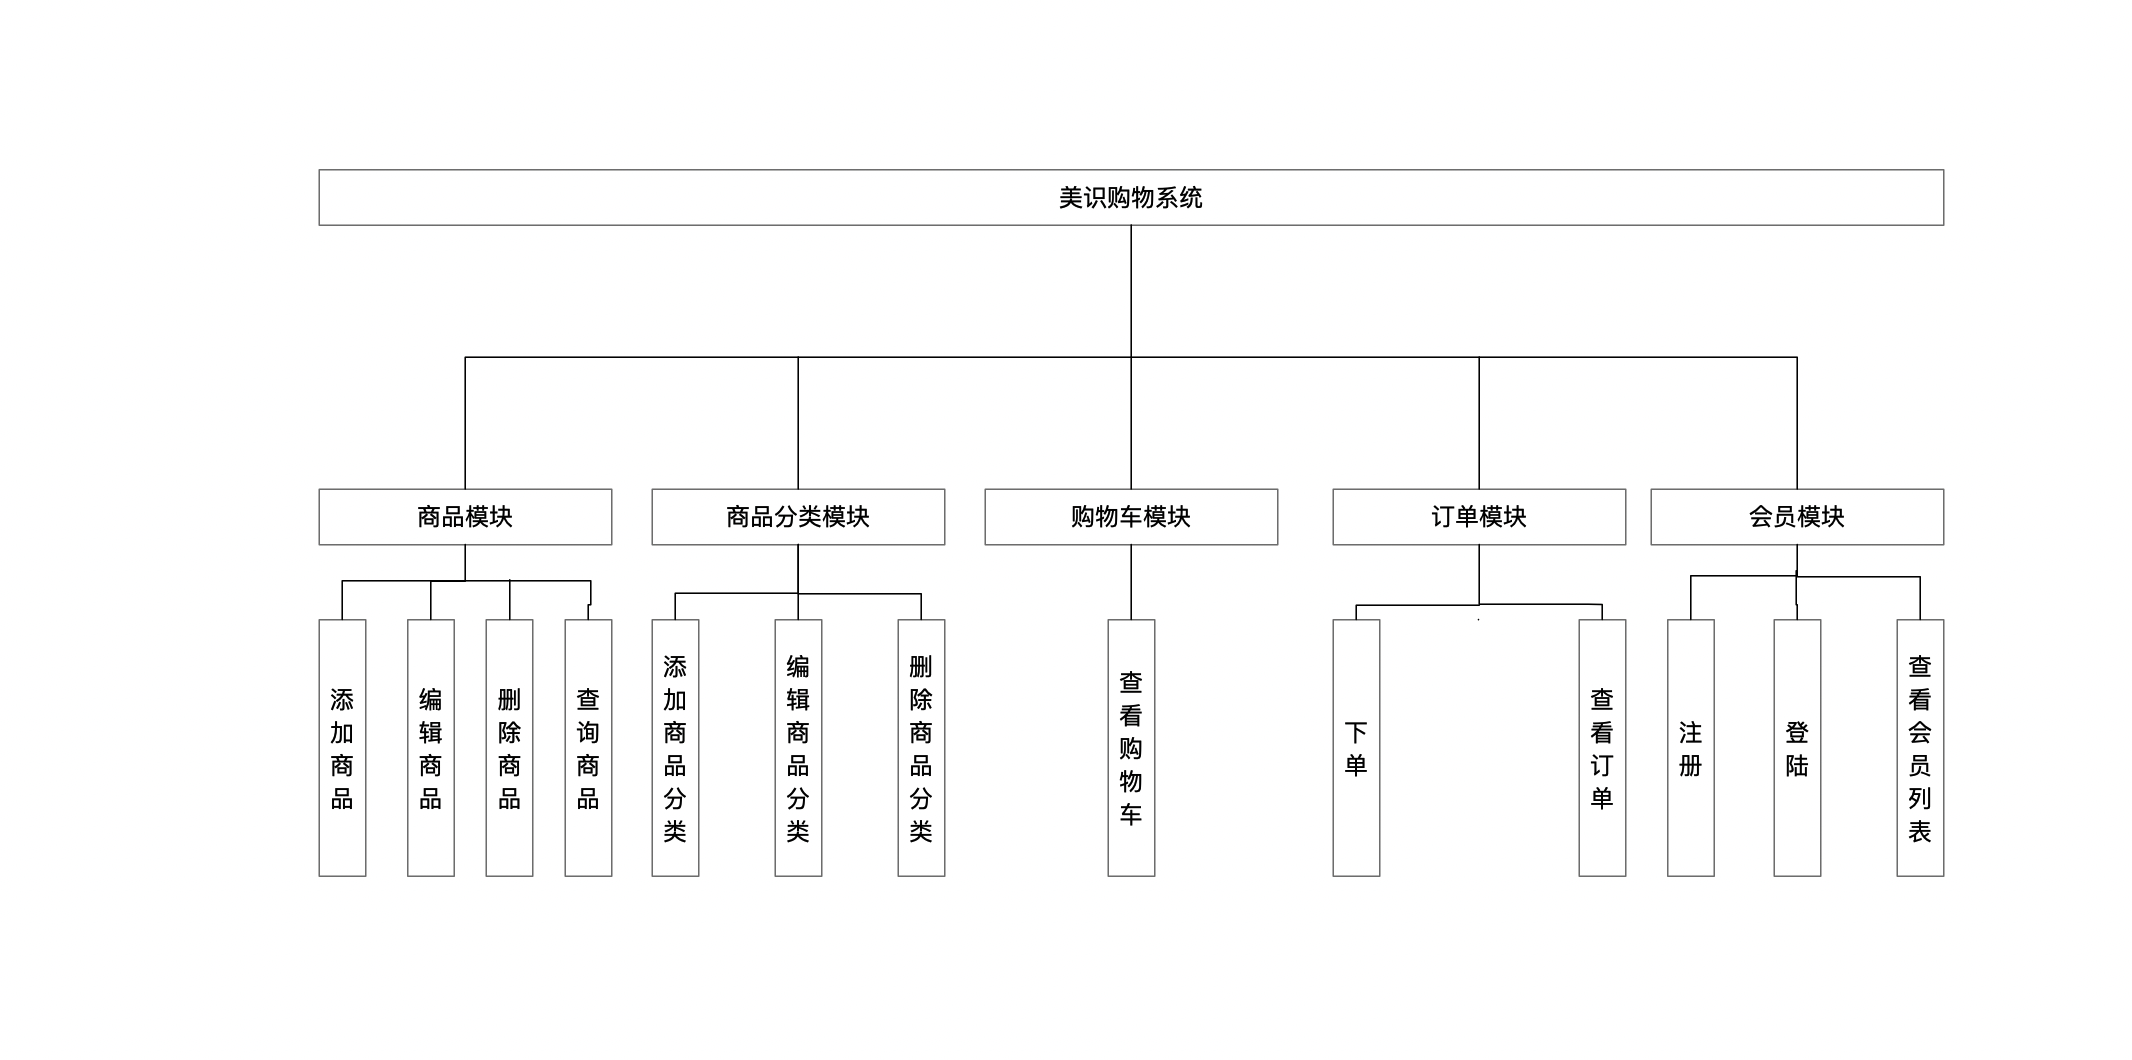 美识购物系统
商品模块
商品分类模块
购物车模块
订单模块
会员模块
添加商品
编辑商品
删除商品
查询商品
添加商品分类
编辑商品分类
删除商品分类
查看购物车
下单
查看订单
注册
登陆
查看会员列表